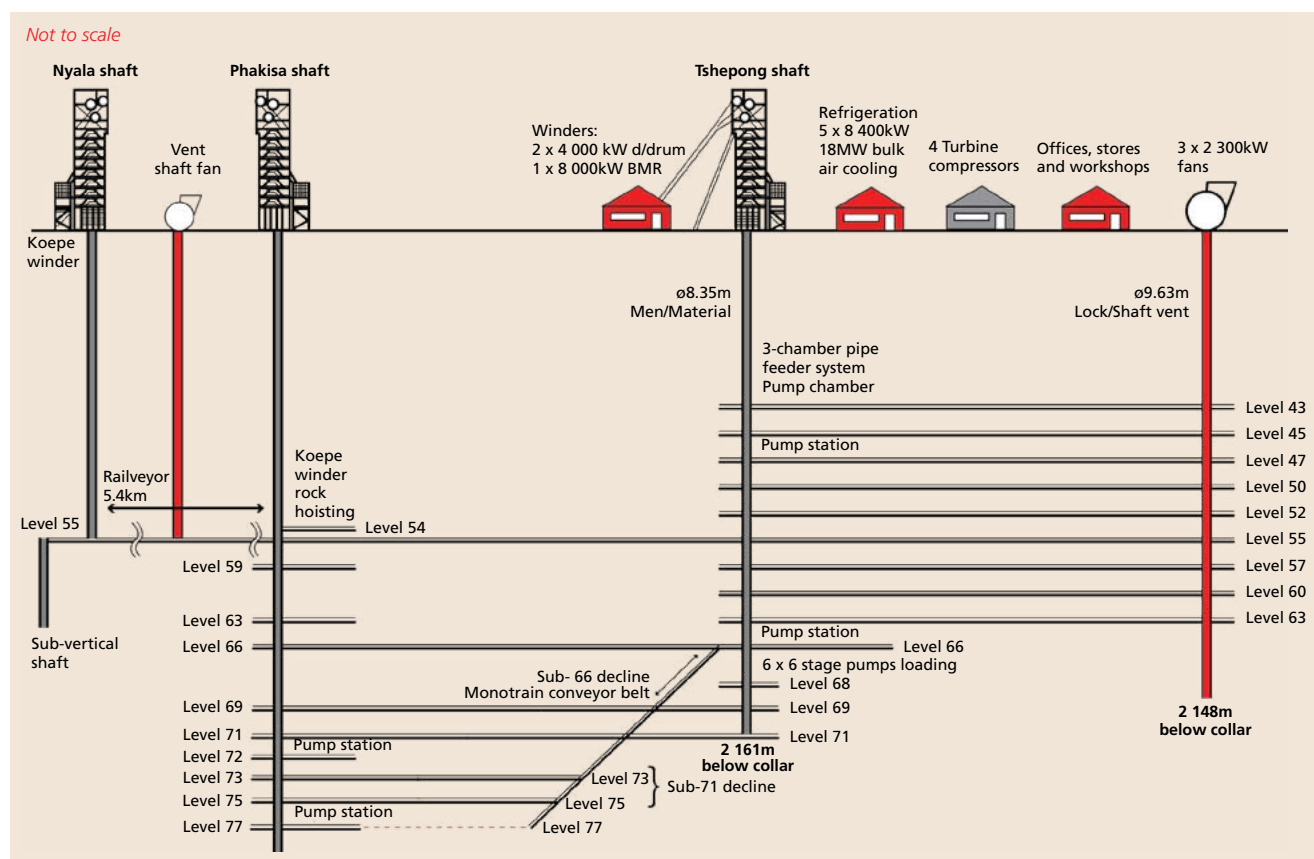 Not to scale
Nyala shaft
Phakisa shaft
Tshepong shaft
Vent
shaft fan
Winders:
2 x 4 000 kW d/drum
1 x 8 000kW BMR
Refrigeration
5 x 8 400kW
18MW bulk
air cooling
4 Turbine
compressors
Offices, stores
and workshops
3 x 2 300kW
fans
Koepe
winder
ø8.35m
Men/Material
ø9.63m
Lock/Shaft vent
3-chamber pipe
feeder system
Pump chamber
Level 43
Level 45
Pump station
Level 47
Koepe
winder
rock
hoisting
Railveyor
5.4km
Level 50
Level 52
Level 55
Level 54
Level 55
Level 59
Level 57
Level 60
Level 63
Level 63
Sub-vertical
shaft
Pump station
Level 66
Level 66
6 x 6 stage pumps loading
Sub- 66 decline
Monotrain conveyor belt
Level 68
Level 69
Level 69
2 148m
below collar
Level 71
Level 71
Pump station
2 161m
below collar
Level 72
Level 73
Level 73
Sub-71 decline
Level 75
Level 75
Pump station
Level 77
Level 77